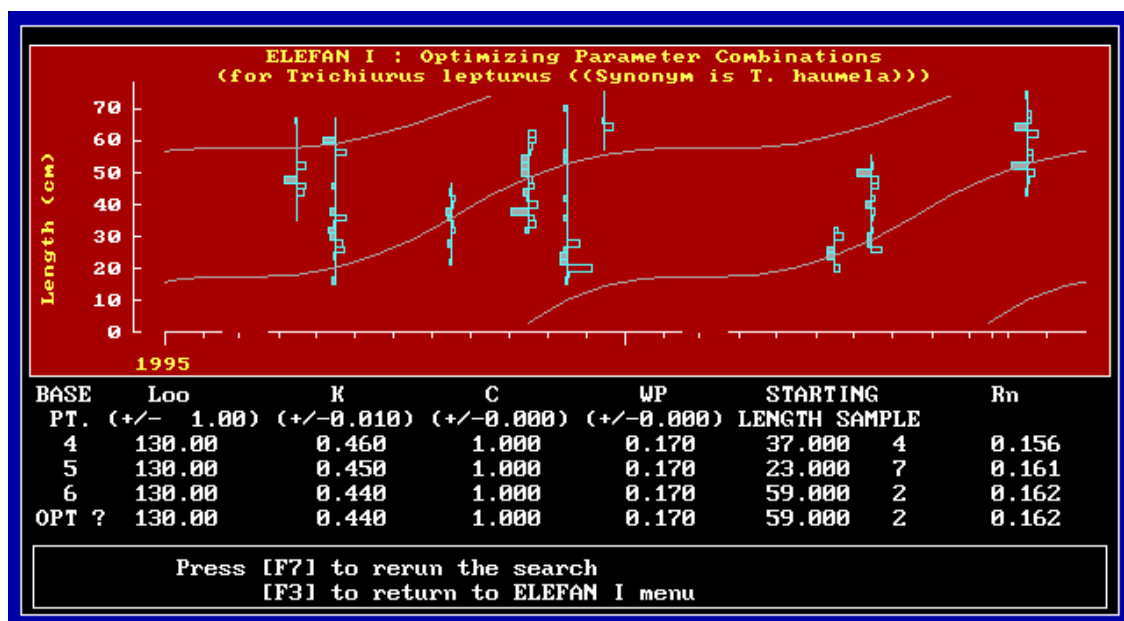 ELEFAN I : Optimizing Parameter Combinations
(for Trichiurus lepturus ((Synonym is T. haumela)))
Length (cm)
70
60
50
40
30
20
10
0
1995
BASE Loo K C WP STARTING Rn
PT. (+/- 1.00) (+/-0.010) (+/-0.000) (+/-0.000) LENGTH SAMPLE
4 130.00 0.460 1.000 0.170 37.000 4 0.156
5 130.00 0.450 1.000 0.170 23.000 7 0.161
6 130.00 0.440 1.000 0.170 59.000 2 0.162
OPT ? 130.00 0.440 1.000 0.170 59.000 2 0.162
Press [F7] to rerun the search
[F3] to return to ELEFAN I menu